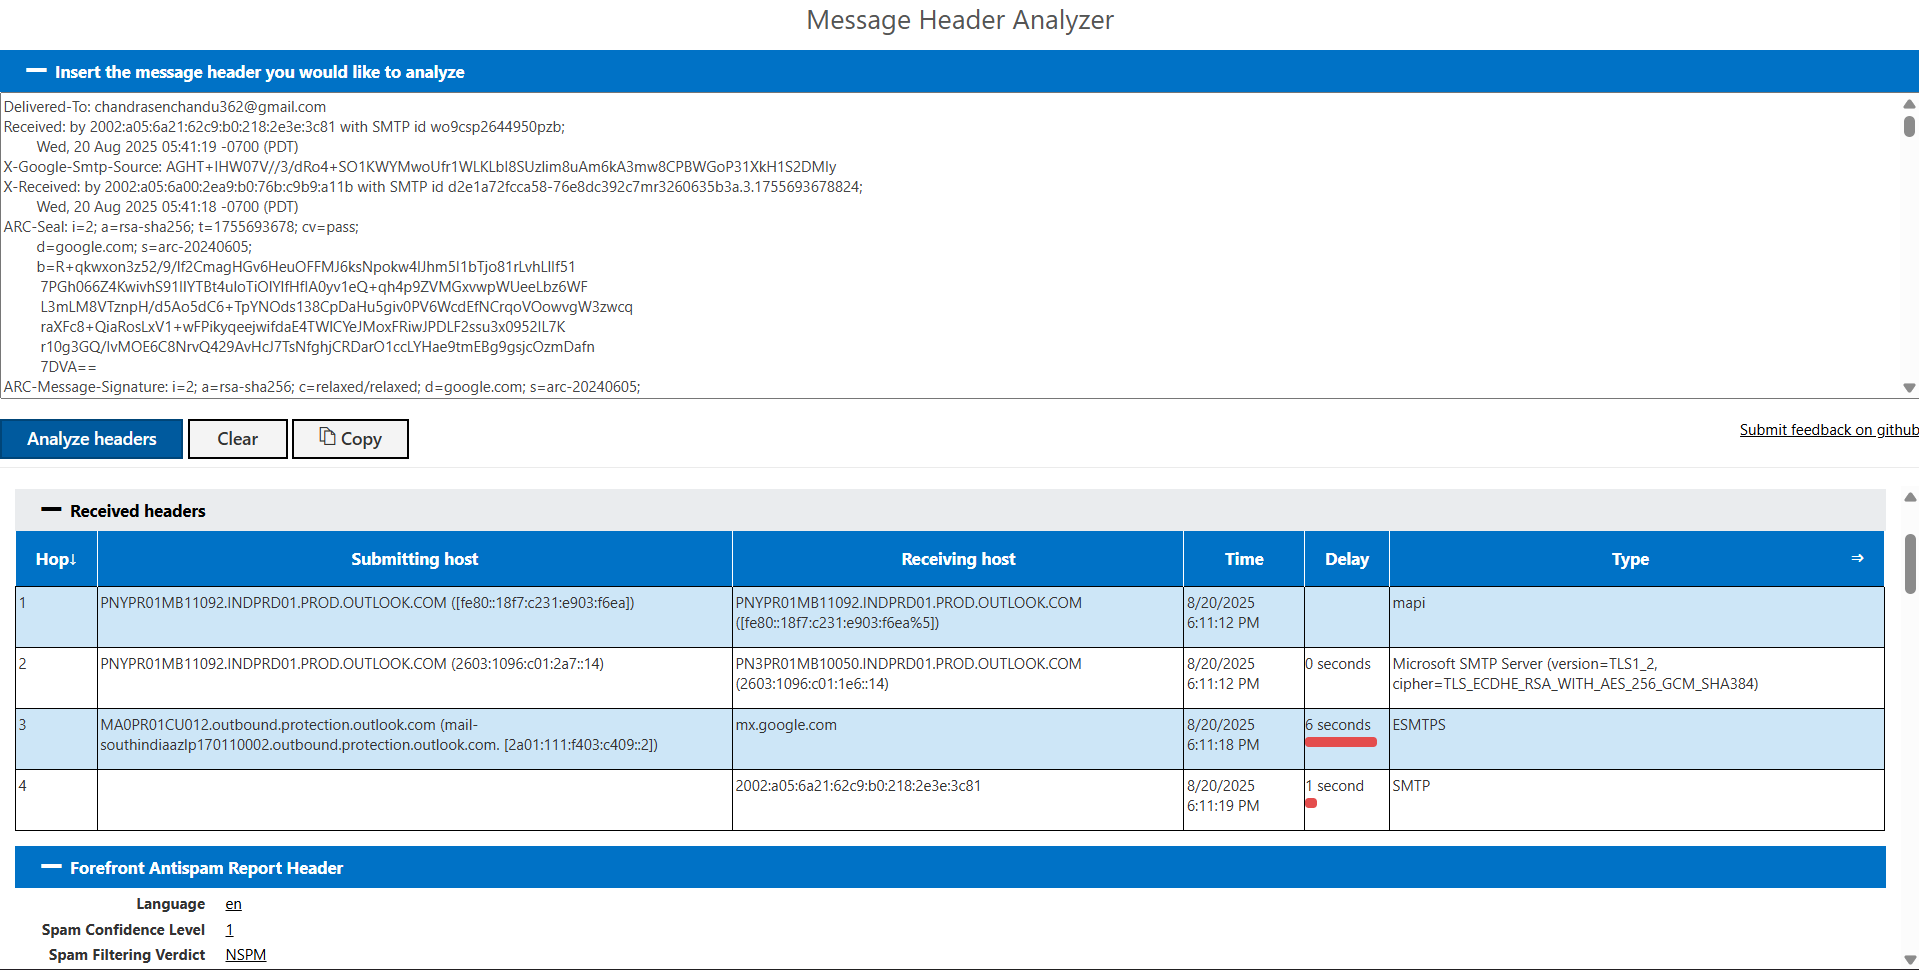 Message Header Analyzer
Insert the message header you would like to analyze
Delivered-To: chandrasenchandu362@gmail.com
Received: by 2002:a05:6a21:62c9:b0:218:2e3e:3c81 with SMTP id wo9csp2644950pzb;
Wed, 20 Aug 2025 05:41:19 -0700 (PDT)
X-Google-Smtp-Source: AGHT+IHW07V//3/dRo4+SO1KWYMwoUfr1WLKLbI8SUzlim8uAm6kA3mw8CPBWGoP31XkH1S2DMIy
X-Received: by 2002:a05:6a00:2ea9:b0:76b:c9b9:a11b with SMTP id d2e1a72fcca58-76e8dc392c7mr3260635b3a.3.1755693678824;
Wed, 20 Aug 2025 05:41:18 -0700 (PDT)
ARC-Seal: i=2; a=rsa-sha256; t=1755693678; cv=pass;
d=google.com; s=arc-20240605;
b=R+qkwxon3z52/9/If2CmagHGv6HeuOFFMJ6ksNpokw4lJhm5I1bTjo81rLvhLIlf51
7PGh066Z4KwivhS91IIYTBt4uIoTiOIYIfHfIA0yv1eQ+qh4p9ZVMGxvwpWUeeLbz6WF
L3mLM8VTznpH/d5Ao5dC6+TpYNOds138CpDaHu5giv0PV6WcdEfNCrqoVOowvgW3zwcq
raXFc8+QiaRosLxV1+wFPikyqeejwifdaE4TWICYeJMoxFRiwJPDLF2ssu3x0952IL7K
r10g3GQ/IvMOE6C8NrvQ429AvHcJ7TsNfghjCRDarO1ccLYHae9tmEBg9gsjcOzmDafn
7DVA==
ARC-Message-Signature: i=2; a=rsa-sha256; c=relaxed/relaxed; d=google.com; s=arc-20240605;
Analyze headers Clear Copy Submit feedback on github
Received headers
Hop↓ Submitting host Receiving host Time Delay Type ⇒
1 PNYPR01MB11092.INDPRD01.PROD.OUTLOOK.COM ([fe80::18f7:c231:e903:f6ea]) PNYPR01MB11092.INDPRD01.PROD.OUTLOOK.COM 8/20/2025 mapi
([fe80::18f7:c231:e903:f6ea%5]) 6:11:12 PM
2 PNYPR01MB11092.INDPRD01.PROD.OUTLOOK.COM (2603:1096:c01:2a7::14) PN3PR01MB10050.INDPRD01.PROD.OUTLOOK.COM 8/20/2025 0 seconds Microsoft SMTP Server (version=TLS1_2,
(2603:1096:c01:1e6::14) 6:11:12 PM cipher=TLS_ECDHE_RSA_WITH_AES_256_GCM_SHA384)
3 MA0PR01CU012.outbound.protection.outlook.com (mail- mx.google.com 8/20/2025 6 seconds ESMTPS
southindiaazlp170110002.outbound.protection.outlook.com. [2a01:111:f403:c409::2]) 6:11:18 PM
4 2002:a05:6a21:62c9:b0:218:2e3e:3c81 8/20/2025 1 second SMTP
6:11:19 PM
Forefront Antispam Report Header
Language en
Spam Confidence Level 1
Spam Filtering Verdict NSPM